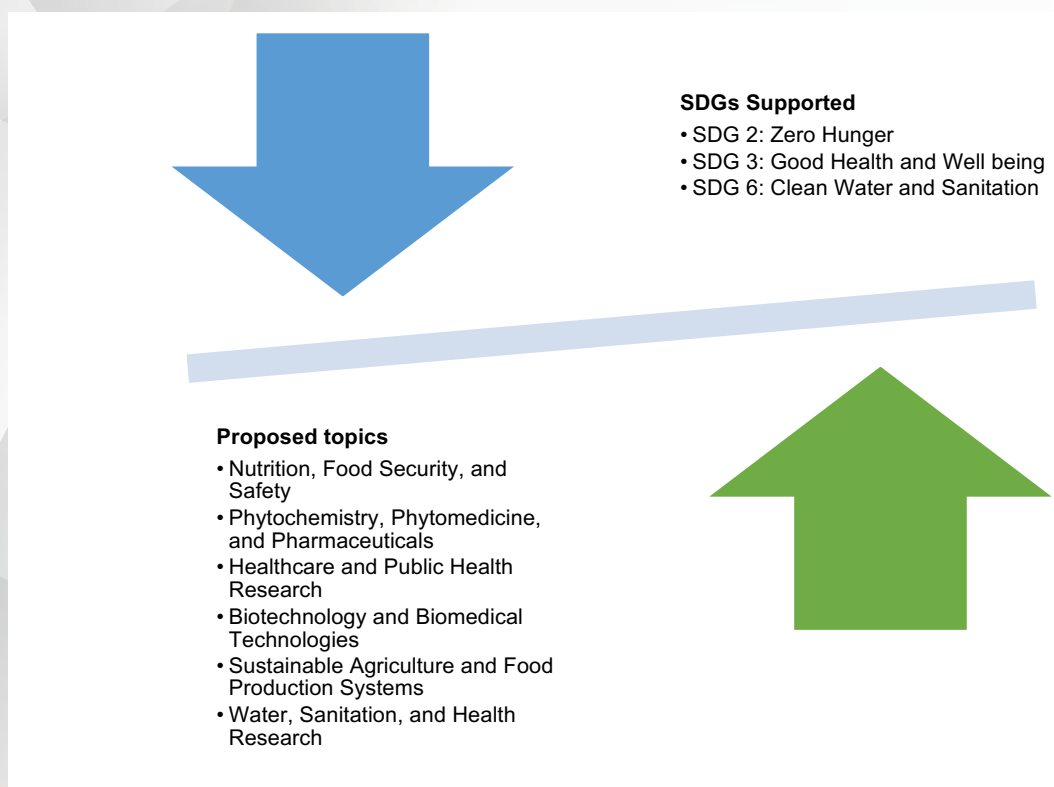 SDGs Supported
• SDG 2: Zero Hunger
• SDG 3: Good Health and Well being
• SDG 6: Clean Water and Sanitation
Proposed topics
• Nutrition, Food Security, and
Safety
• Phytochemistry, Phytomedicine,
and Pharmaceuticals
• Healthcare and Public Health
Research
• Biotechnology and Biomedical
Technologies
• Sustainable Agriculture and Food
Production Systems
• Water, Sanitation, and Health
Research